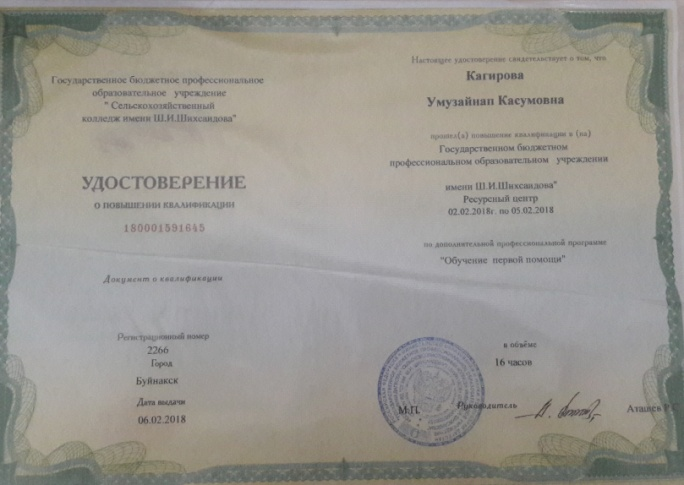 Государственное бюджетное профессиональное
образовательное учреждение
" Сельскохозяйственный
колледж имени Ш.И.Шихсаидова"
УДОСТОВЕРЕНИЕ
О ПОВЫШЕНИИ КВАЛИФИКАЦИИ
180001591645
Документ о квалификации
Регистрационный номер
2266
Город
Буйнакск
Дата выдачи
06.02.2018
Настоящее удостоверение свидетельствует о том, что
Кагирова
Умузайнап Касумовна
прошел(а) повышение квалификации в (на)
Государственном бюджетном
профессиональном образовательном учреждении
имени Ш.И.Шихсаидова"
Ресурсный центр
02.02.2018г. по 05.02.2018
по дополнительной профессиональной программе
"Обучение первой помощи"
в объёме
16 часов
М.П.
Руководитель